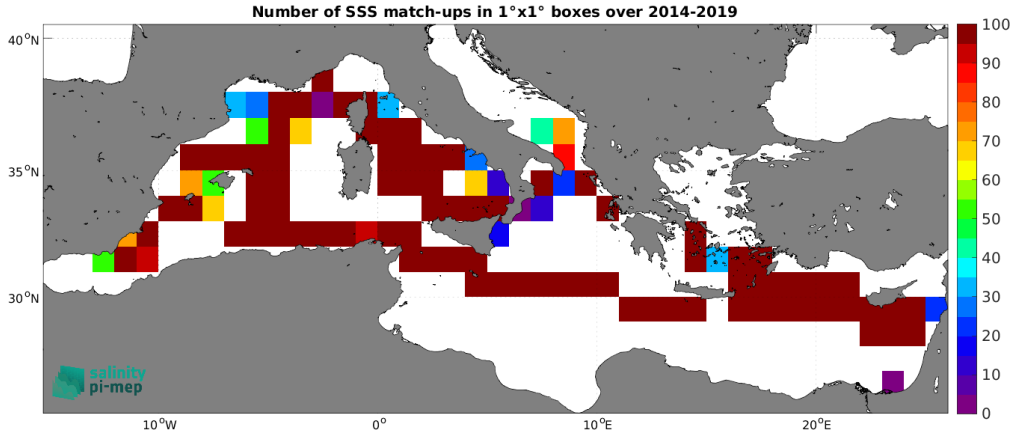 Number of SSS match-ups in 1°x1° boxes over 2014-2019
40°N
35°N
30°N
10°W
0°
10°E
20°E
100
90
80
70
60
50
40
30
20
10
0
salinity
pi-mep